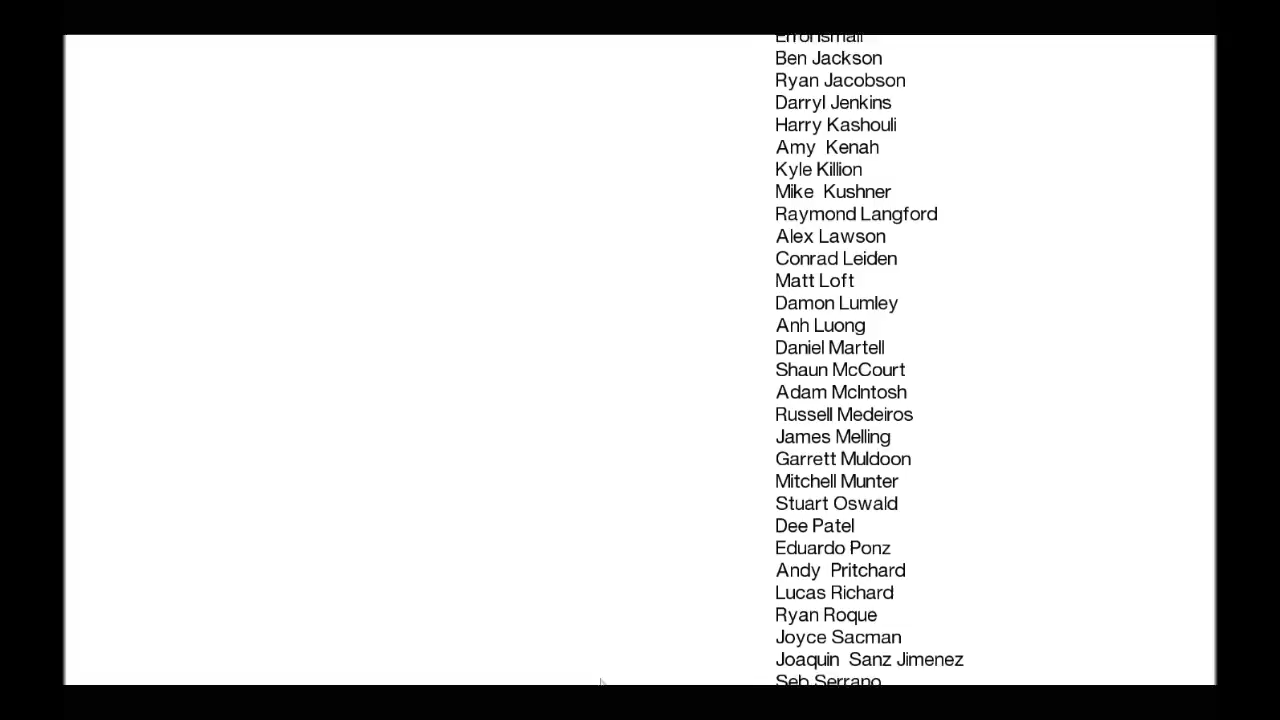 Ben Jackson
Ryan Jacobson
Darryl Jenkins
Harry Kashouli
Amy  Kenah
Kyle Killion
Mike  Kushner
Raymond Langford
Alex Lawson
Conrad Leiden
Matt Loft
Damon Lumley
Anh Luong
Daniel Martell
Shaun McCourt
Adam McIntosh
Russell Medeiros
James Melling
Garrett Muldoon
Mitchell Munter
Stuart Oswald
Dee Patel
Eduardo Ponz
Andy  Pritchard
Lucas Richard
Ryan Roque
Joyce Sacman
Joaquin  Sanz Jimenez
Seb Serrano